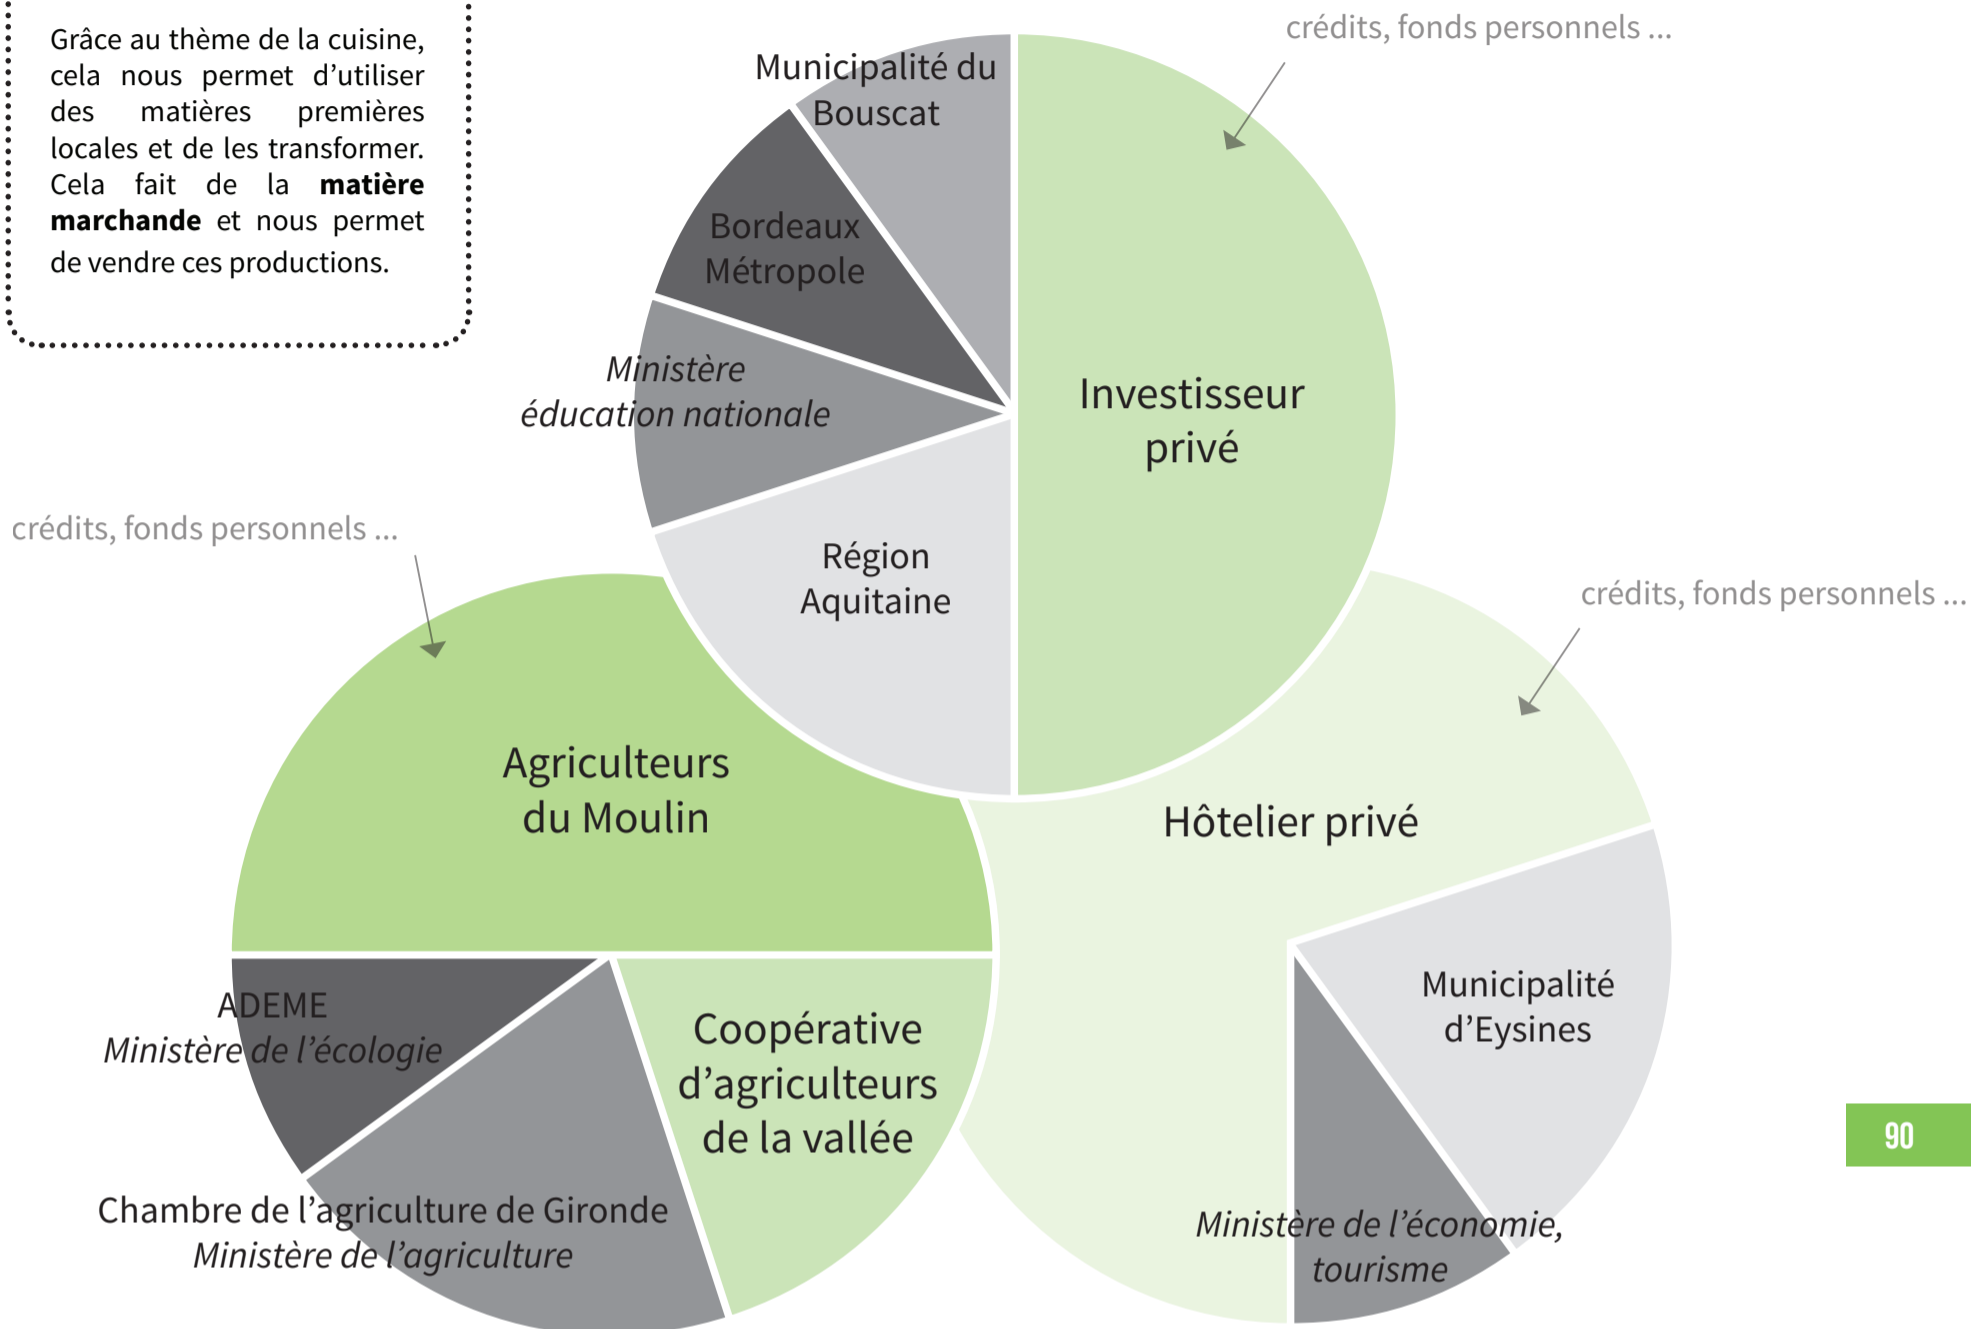 Grâce au thème de la cuisine,
cela nous permet d’utiliser
des matières premières
locales et de les transformer.
Cela fait de la matière
marchande et nous permet
de vendre ces productions.
crédits, fonds personnels ...
Municipalité du
Bouscat
Bordeaux
Métropole
Ministère
éducation nationale
Investisseur
privé
Région
Aquitaine
crédits, fonds personnels ...
crédits, fonds personnels ...
Agriculteurs
du Moulin
Hôtelier privé
ADEME
Ministère de l’écologie
Coopérative
d’agriculteurs
de la vallée
Municipalité
d’Eysines
Chambre de l’agriculture de Gironde
Ministère de l’agriculture
Ministère de l’économie,
tourisme
90